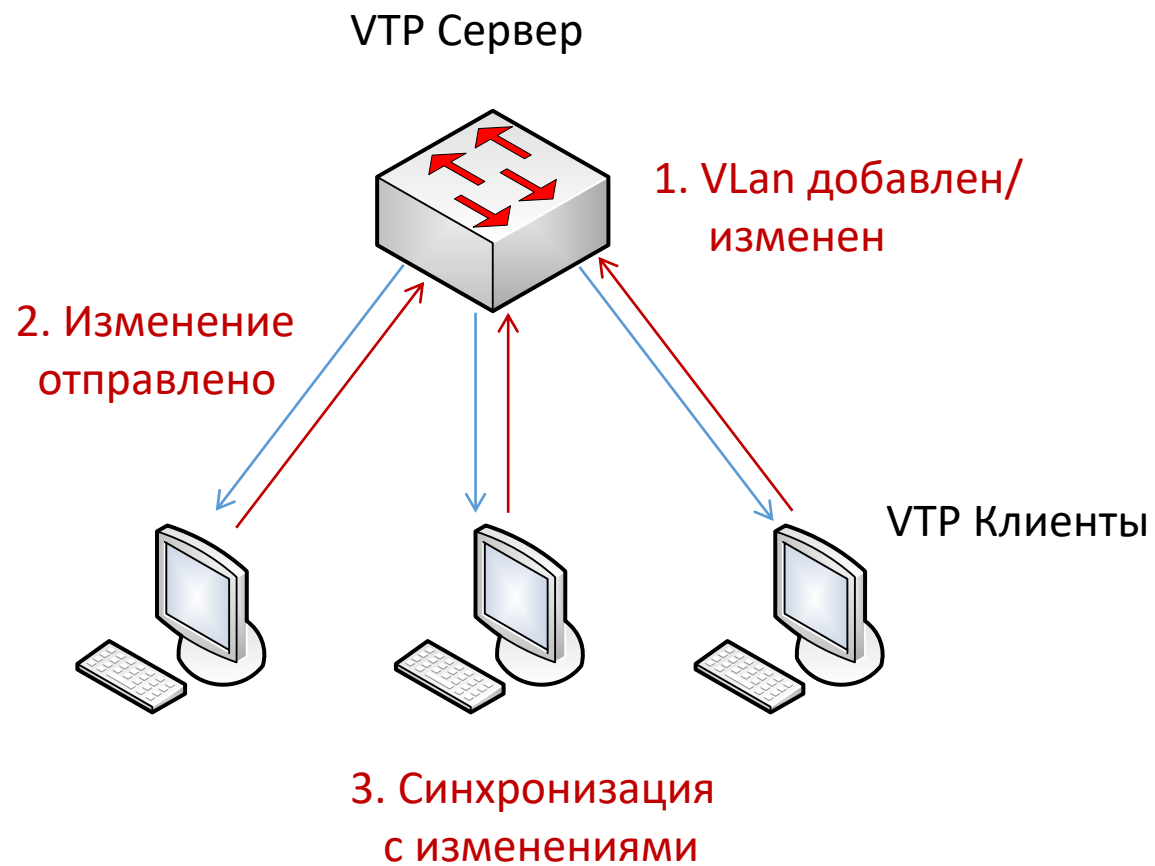 VTP Сервер
1. VLan добавлен/
изменен
2. Изменение
отправлено
VTP Клиенты
3. Синхронизация
с изменениями